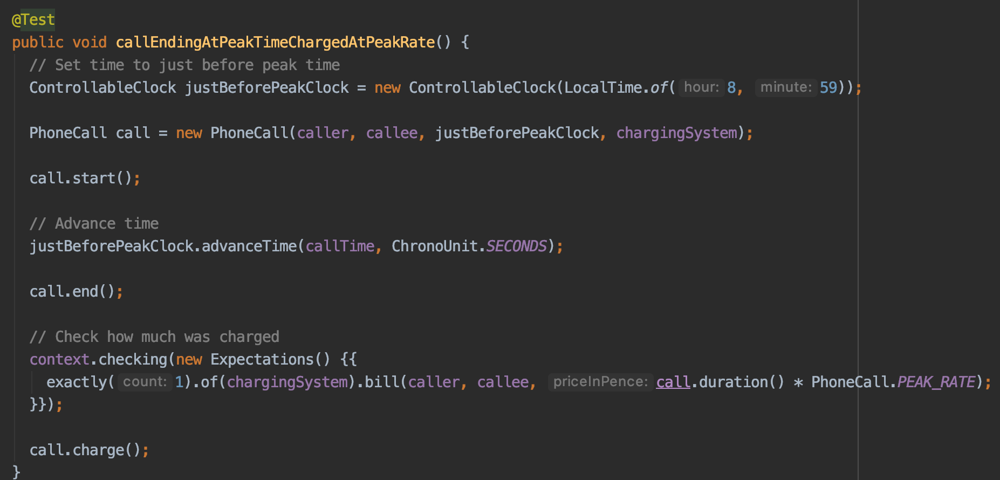 @Test
public void callEndingAtPeakTimeChargedAtPeakRate() {
// Set time to just before peak time
ControllableClock justBeforePeakClock = new ControllableClock(LocalTime.of( hour: 8, minute: 59));
PhoneCall call = new PhoneCall(caller, callee, justBeforePeakClock, chargingSystem);
call.start();
// Advance time
justBeforePeakClock.advanceTime(callTime, ChronoUnit.SECONDS);
call.end();
// Check how much was charged
context.checking(new Expectations() {{
exactly( count: 1).of(chargingSystem).bill(caller, callee, priceInPence: call.duration() * PhoneCall.PEAK_RATE);
}});
call.charge();
}